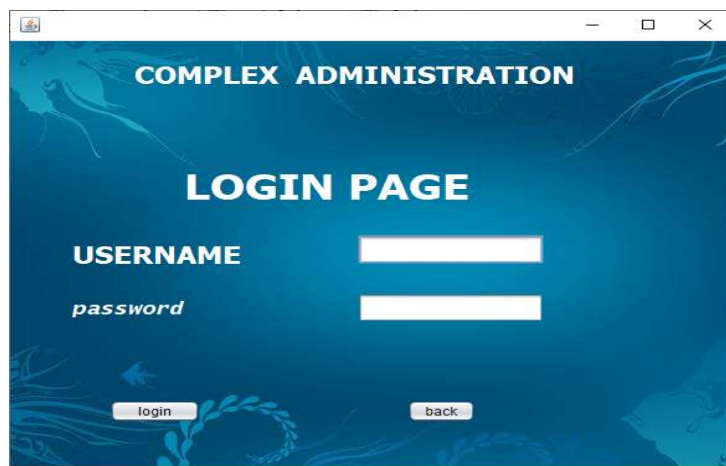 COMPLEX ADMINISTRATION
LOGIN PAGE
USERNAME
password
login back